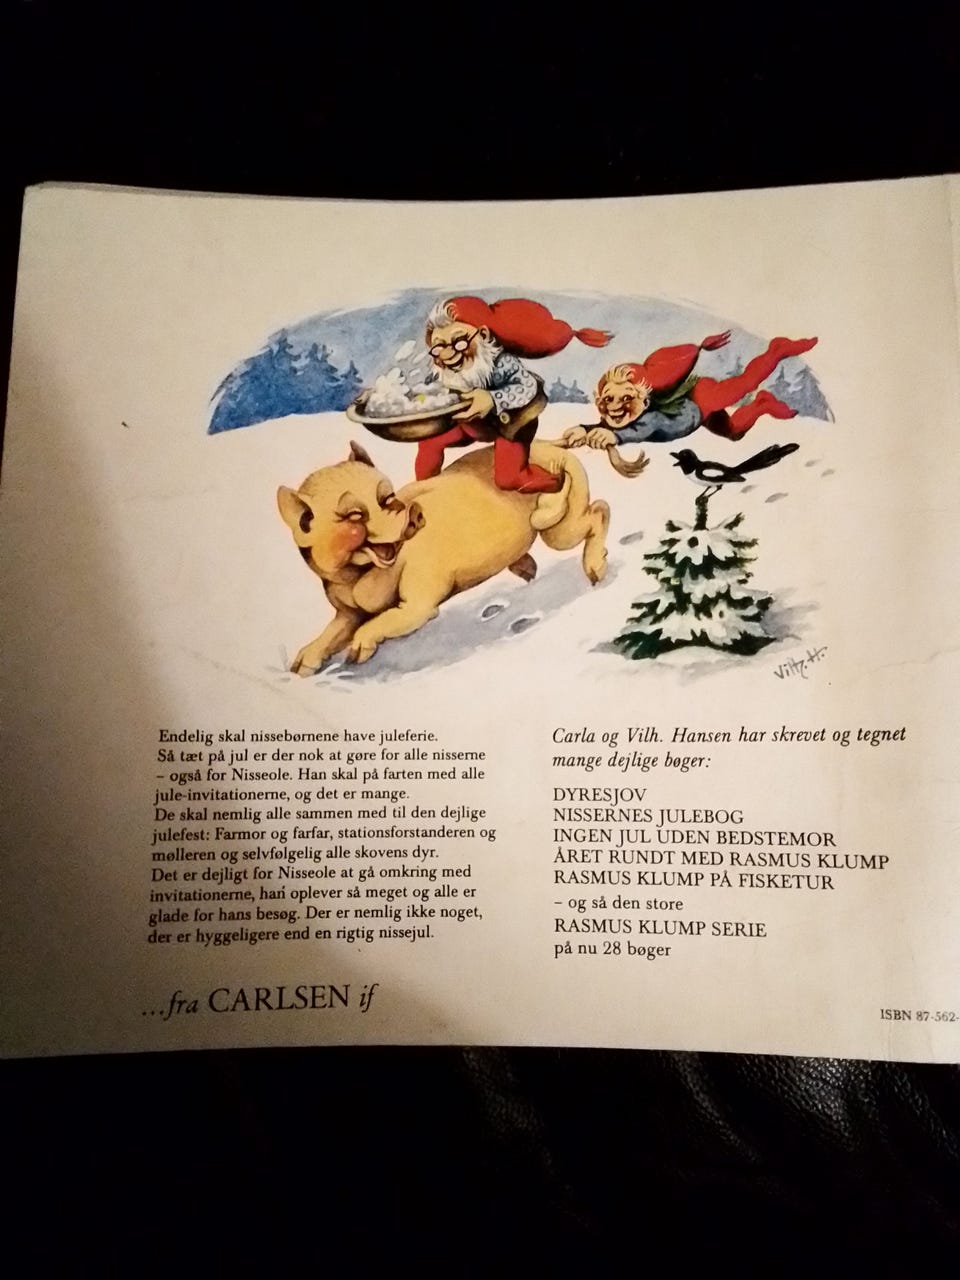 Vilh. H.
Endelig skal nissebørnene have juleferie.
Så tæt på jul er der nok at gøre for alle nisserne
– også for Nisseole. Han skal på farten med alle
jule-invitationerne, og det er mange.
De skal nemlig alle sammen med til den dejlige
julefest: Farmor og farfar, stationsforstanderen og
mølleren og selvfølgelig alle skovens dyr.
Det er dejligt for Nisseole at gå omkring med
invitationerne, han oplever så meget og alle er
glade for hans besøg. Der er nemlig ikke noget,
der er hyggeligere end en rigtig nissejul.
...fra CARLSEN if
Carla og Vilh. Hansen har skrevet og tegnet
mange dejlige bøger:
DYRESJOV
NISSERNES JULEBOG
INGEN JUL UDEN BEDSTEMOR
ÅRET RUNDT MED RASMUS KLUMP
RASMUS KLUMP PÅ FISKETUR
– og så den store
RASMUS KLUMP SERIE
på nu 28 bøger
ISBN 87-562-